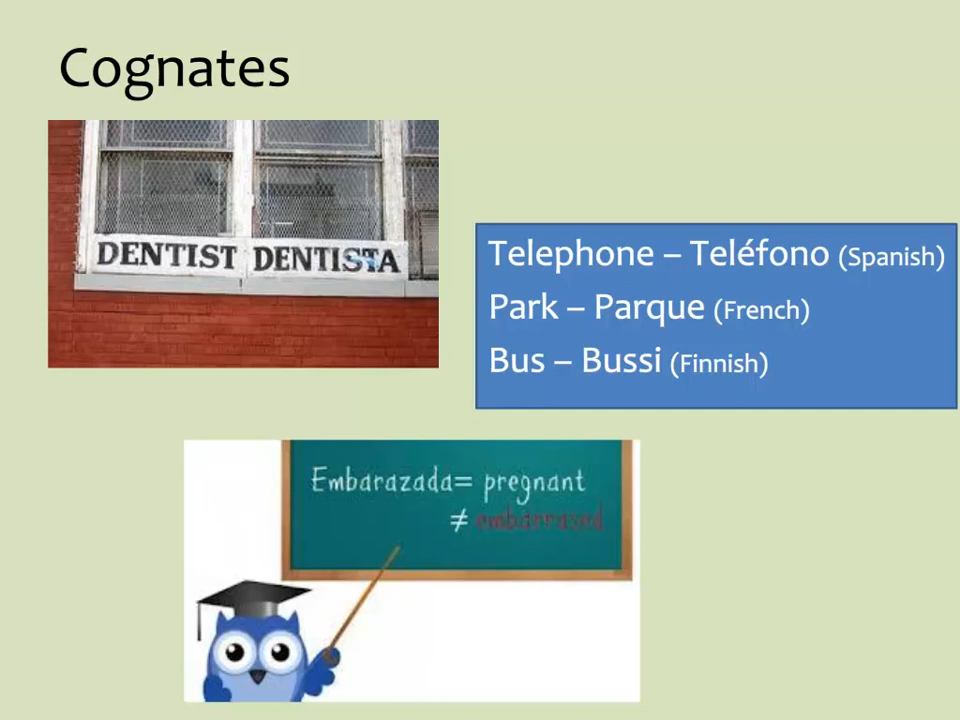 Cognates
DENTIST DENTISTA
Telephone – Teléfono (Spanish)
Park – Parque (French)
Bus – Bussi (Finnish)
Embarazada= pregnant
≠ embarrased